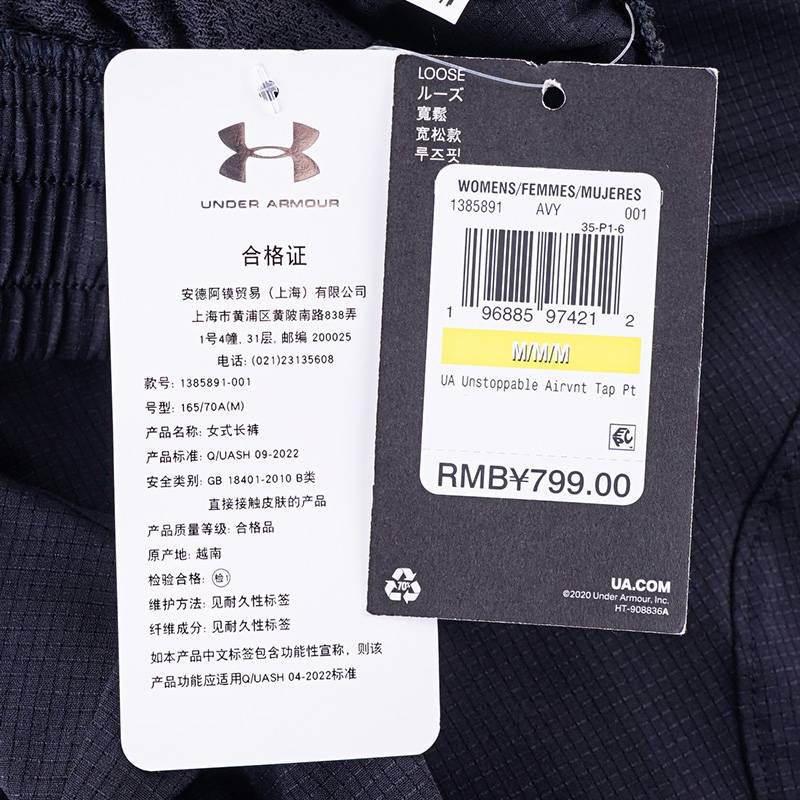 UNDER ARMOUR
合格证
安德阿镆贸易（上海）有限公司
上海市黄浦区黄陂南路838弄
1号4幢, 31层, 邮编 200025
电话: (021)23135608
款号: 1385891-001
号型: 165/70A(M)
产品名称: 女式长裤
产品标准: Q/UASH 09-2022
安全类别: GB 18401-2010 B类
直接接触皮肤的产品
产品质量等级: 合格品
原产地: 越南
检验合格: 检1
维护方法: 见耐久性标签
纤维成分: 见耐久性标签
如本产品中文标签包含功能性宣称，则该
产品功能应适用Q/UASH 04-2022标准
LOOSE
ルーズ
寬鬆
宽松款
루즈핏
WOMENS/FEMMES/MUJERES
1385891 AVY 001
35-P1-6
1 96885 97421 2
M/M/M
UA Unstoppable Airvnt Tap Pt
RMB¥799.00
70%
UA.COM
©2020 Under Armour, Inc.
HT-908836A